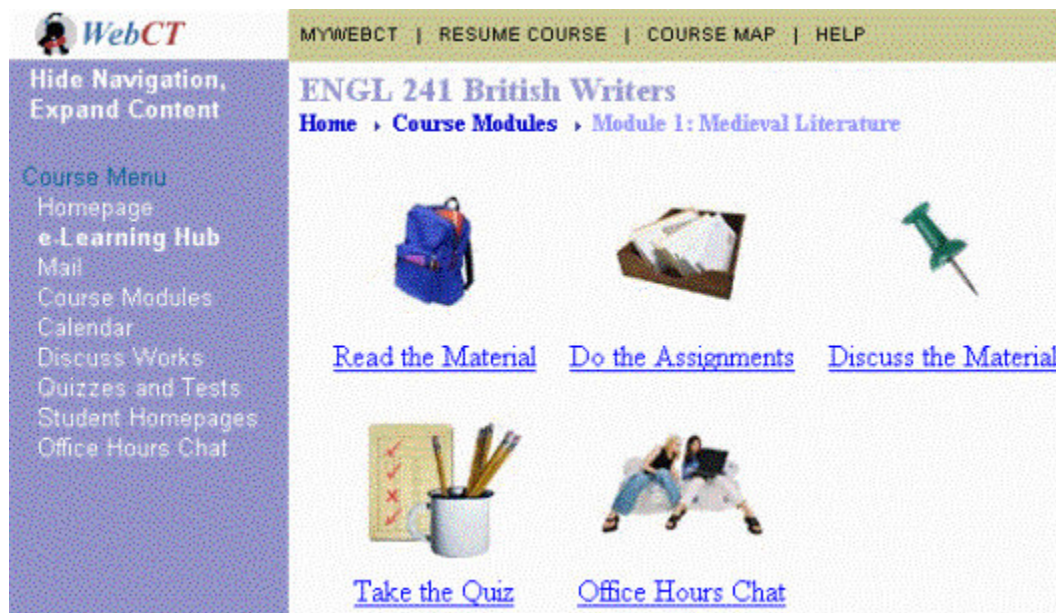 WebCT
MYWEBCT | RESUME COURSE | COURSE MAP | HELP
Hide Navigation,
Expand Content
Course Menu
Homepage
e-Learning Hub
Mail
Course Modules
Calendar
Discuss Works
Quizzes and Tests
Student Homepages
Office Hours Chat
ENGL 241 British Writers
Home › Course Modules › Module 1: Medieval Literature
Read the Material
Do the Assignments
Discuss the Material
Take the Quiz
Office Hours Chat